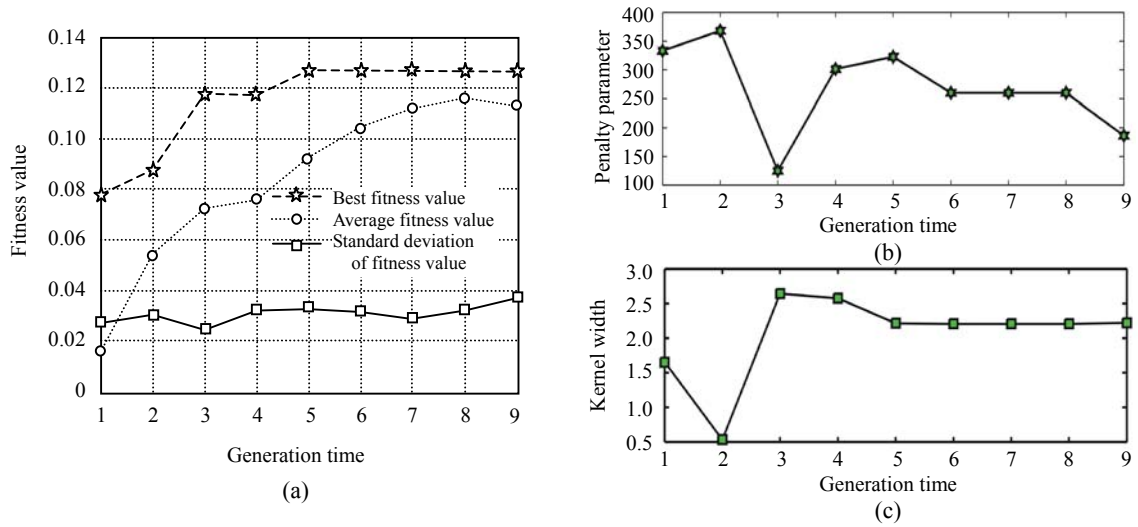 0.14
0.12
0.10
0.08
0.06
0.04
0.02
0
Fitness value
Best fitness value
Average fitness value
Standard deviation
of fitness value
1 2 3 4 5 6 7 8 9
Generation time
(a)
400
350
300
250
200
150
100
Penalty parameter
1 2 3 4 5 6 7 8 9
Generation time
(b)
3.0
2.5
2.0
1.5
1.0
0.5
Kernel width
1 2 3 4 5 6 7 8 9
Generation time
(c)